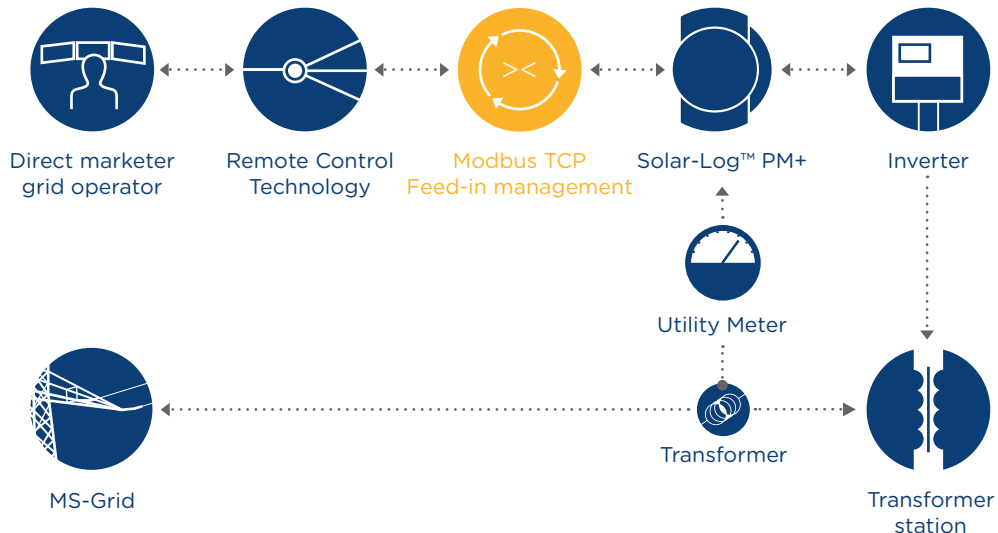 Direct marketer
grid operator
Remote Control
Technology
Modbus TCP
Feed-in management
Solar-Log™ PM+
Inverter
Utility Meter
Transformer
MS-Grid
Transformer
station